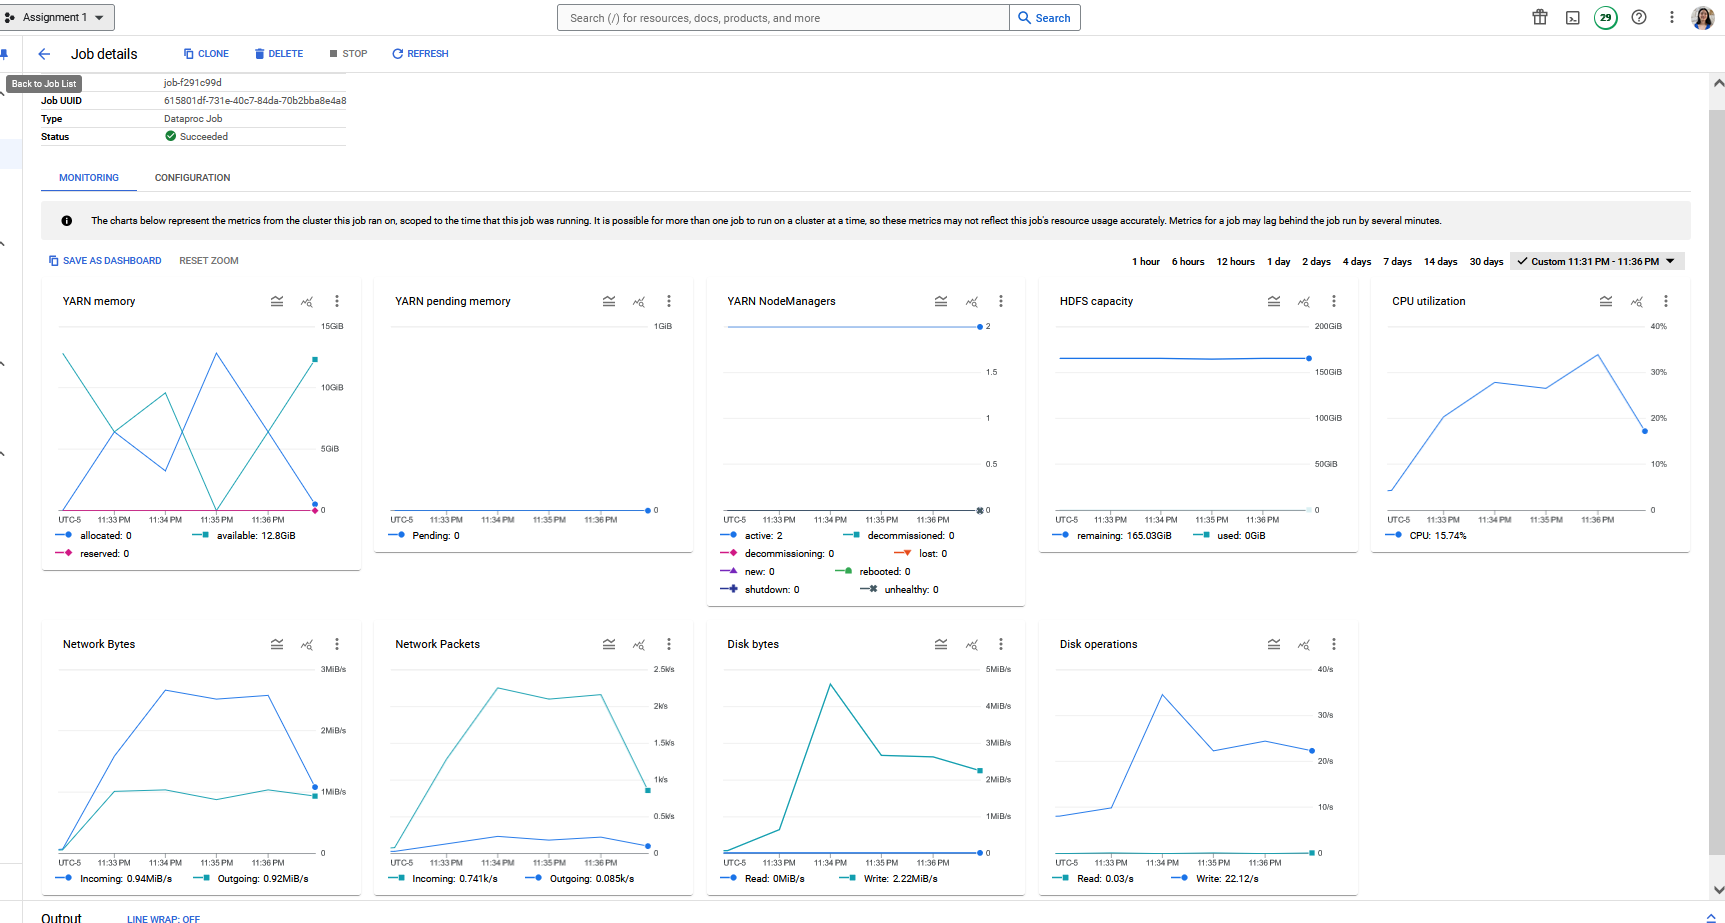 Assignment 1
Search (/) for resources, docs, products, and more
Search
29
Job details
CLONE
DELETE
STOP
REFRESH
Back to Job List
job-f291c99d
Job UUID 615801df-731e-40c7-84da-70b2bba8e4a8
Type Dataproc Job
Status Succeeded
MONITORING CONFIGURATION
The charts below represent the metrics from the cluster this job ran on, scoped to the time that this job was running. It is possible for more than one job to run on a cluster at a time, so these metrics may not reflect this job's resource usage accurately. Metrics for a job may lag behind the job run by several minutes.
SAVE AS DASHBOARD RESET ZOOM
1 hour 6 hours 12 hours 1 day 2 days 4 days 7 days 14 days 30 days Custom 11:31 PM - 11:36 PM
YARN memory
15GiB
10GiB
5GiB
0
UTC-5 11:33 PM 11:34 PM 11:35 PM 11:36 PM
allocated: 0 available: 12.8GiB
reserved: 0
YARN pending memory
1GiB
0
UTC-5 11:33 PM 11:34 PM 11:35 PM 11:36 PM
Pending: 0
YARN NodeManagers
2
1.5
1
0.5
0
UTC-5 11:33 PM 11:34 PM 11:35 PM 11:36 PM
active: 2 decommissioned: 0
decommissioning: 0 lost: 0
new: 0 rebooted: 0
shutdown: 0 unhealthy: 0
HDFS capacity
200GiB
150GiB
100GiB
50GiB
0
UTC-5 11:33 PM 11:34 PM 11:35 PM 11:36 PM
remaining: 165.03GiB used: 0GiB
CPU utilization
40%
30%
20%
10%
0
UTC-5 11:33 PM 11:34 PM 11:35 PM 11:36 PM
CPU: 15.74%
Network Bytes
3MiB/s
2MiB/s
1MiB/s
0
UTC-5 11:33 PM 11:34 PM 11:35 PM 11:36 PM
Incoming: 0.94MiB/s Outgoing: 0.92MiB/s
Network Packets
2.5k/s
2k/s
1.5k/s
1k/s
0.5k/s
0
UTC-5 11:33 PM 11:34 PM 11:35 PM 11:36 PM
Incoming: 0.741k/s Outgoing: 0.085k/s
Disk bytes
5MiB/s
4MiB/s
3MiB/s
2MiB/s
1MiB/s
0
UTC-5 11:33 PM 11:34 PM 11:35 PM 11:36 PM
Read: 0MiB/s Write: 2.22MiB/s
Disk operations
40/s
30/s
20/s
10/s
0
UTC-5 11:33 PM 11:34 PM 11:35 PM 11:36 PM
Read: 0.03/s Write: 22.12/s
Output LINE WRAP: OFF